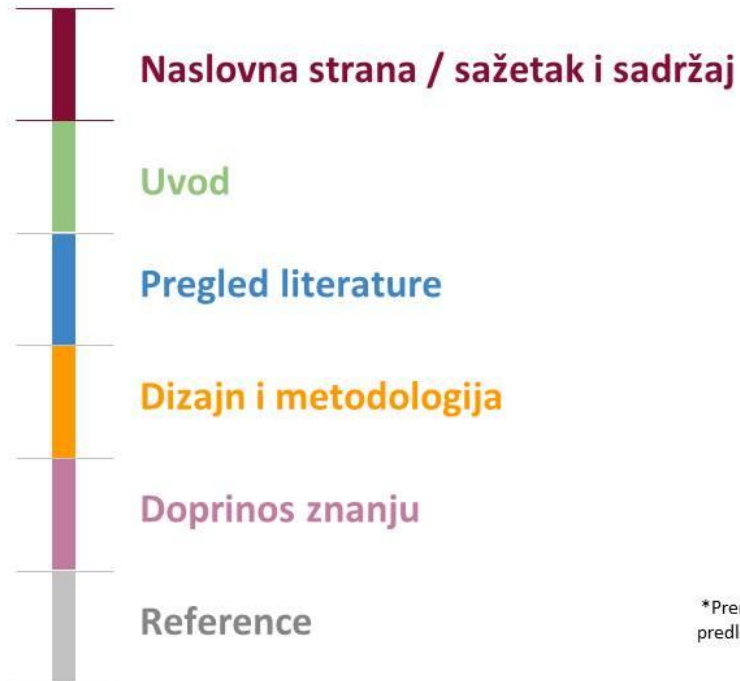 Naslovna strana / sažetak i sadržaj
Uvod
Pregled literature
Dizajn i metodologija
Doprinos znanju
Reference